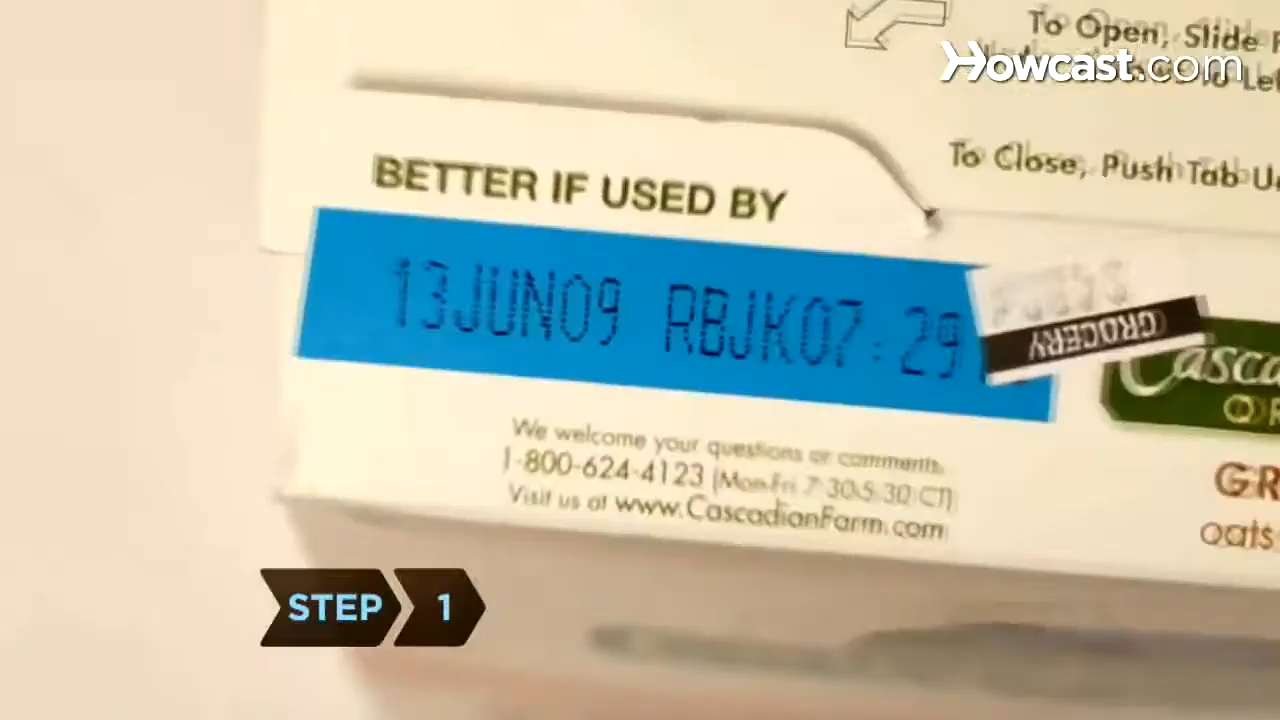 To Open, Slide
Howcast.com
To Close, Push Tab
BETTER IF USED BY
13JUN09 RBJK07:29
GROCERY
We welcome your questions or comments.
1-800-624-4123 (Mon-Fri 7:30-5:30 CT)
Visit us at www.CascadianFarm.com
oats
STEP 1